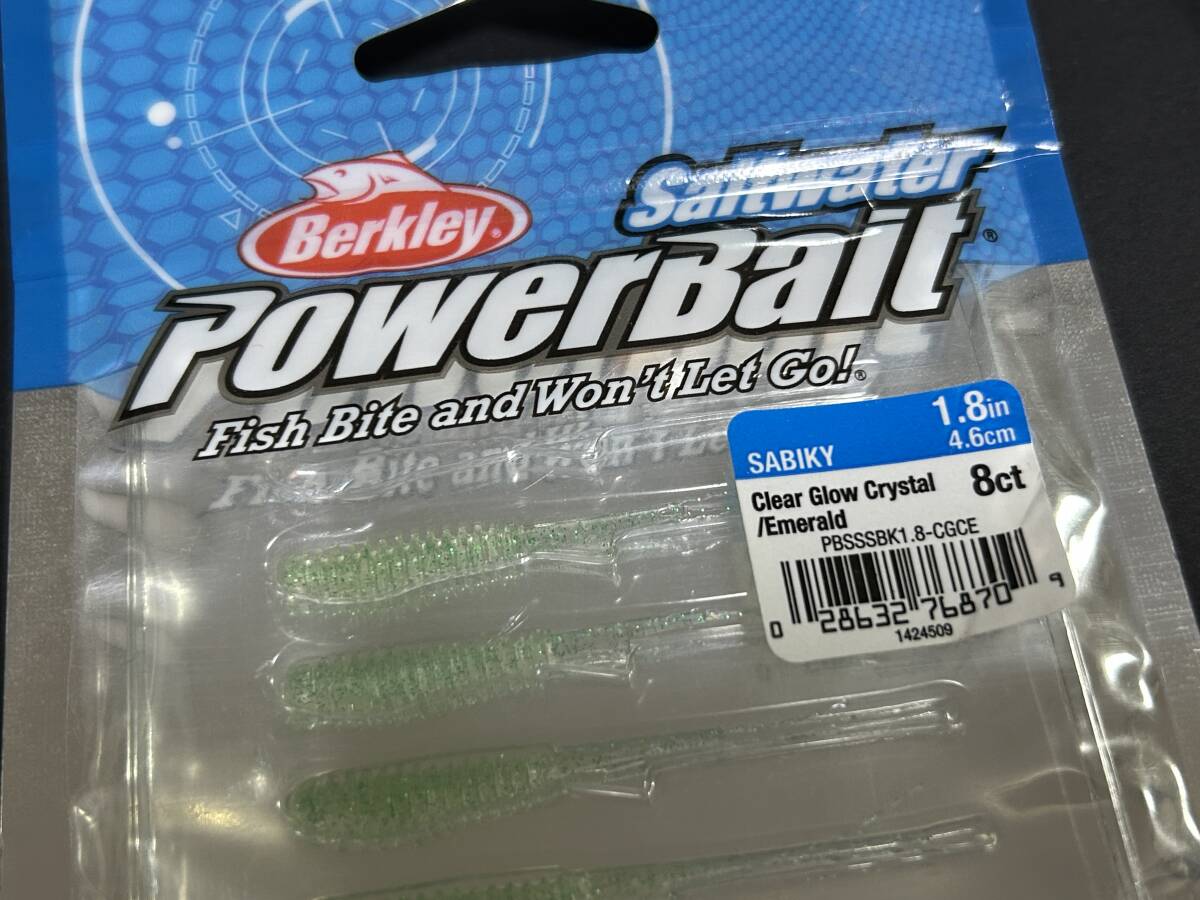 Berkley®
Saltwater
PowerBait®
Fish Bite and Won't Let Go!®
SABIKY
1.8in
4.6cm
Clear Glow Crystal
/Emerald
8ct
PBSSSBK1.8-CGCE
0 28632 76870 9
1424509